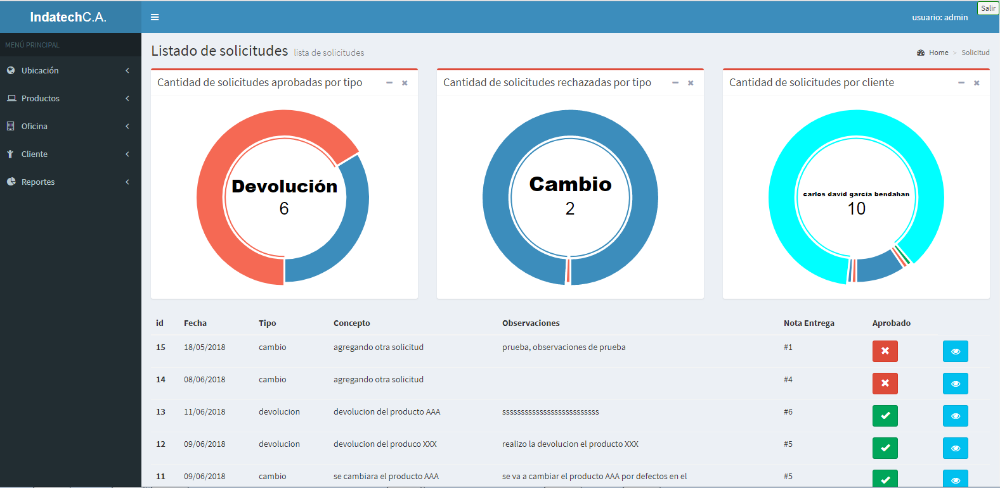 IndatechC.A.
usuario: admin
Salir
MENÚ PRINCIPAL
Ubicación
Productos
Oficina
Cliente
Reportes
Listado de solicitudes lista de solicitudes
Home > Solicitud
Cantidad de solicitudes aprobadas por tipo
Devolución
6
Cantidad de solicitudes rechazadas por tipo
Cambio
2
Cantidad de solicitudes por cliente
carlos david garcia bendahan
10
id Fecha Tipo Concepto Observaciones Nota Entrega Aprobado
15 18/05/2018 cambio agregando otra solicitud prueba, observaciones de prueba #1
14 08/06/2018 cambio agregando otra solicitud #4
13 11/06/2018 devolucion devolucion del producto AAA sssssssssssssssssssssssssss #6
12 09/06/2018 devolucion devolucion del produco XXX realizo la devolucion el producto XXX #5
11 09/06/2018 cambio se cambiara el producto AAA se va a cambiar el producto AAA por defectos en el #5